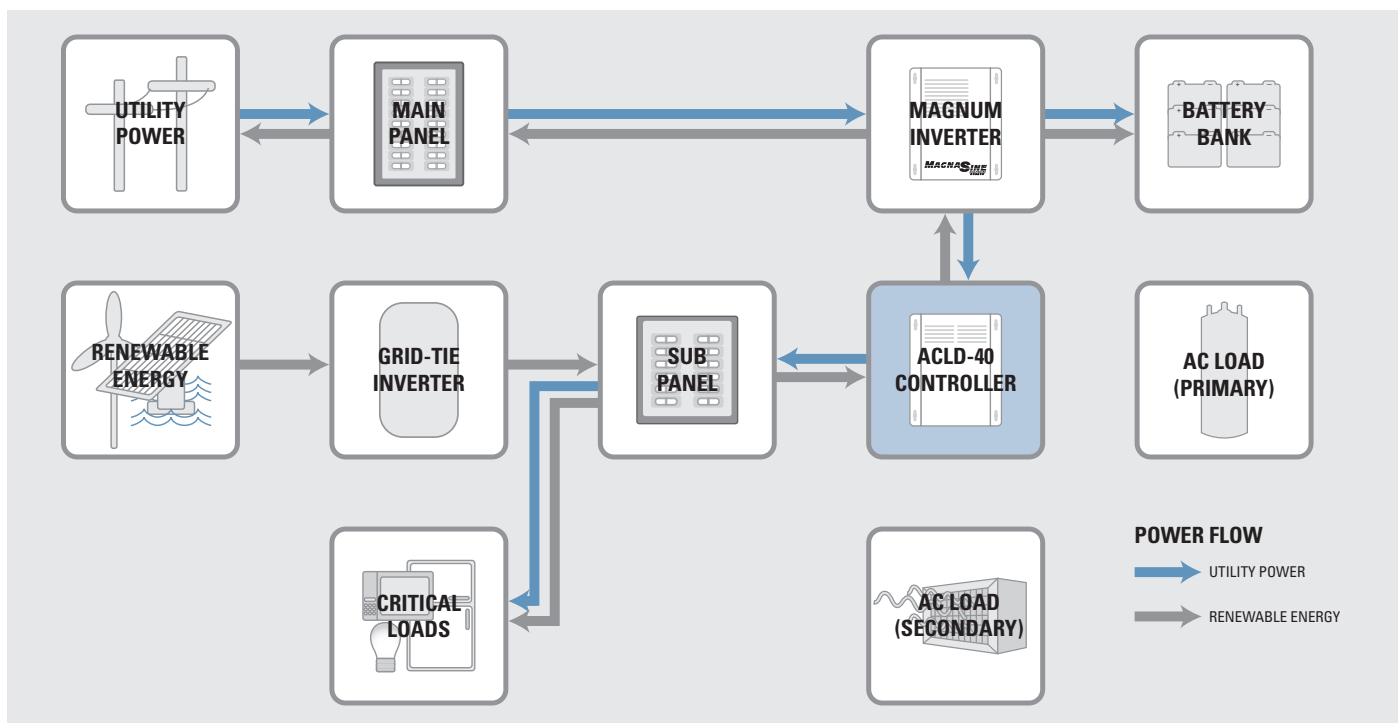 UTILITY
POWER
MAIN
PANEL
MAGNUM
INVERTER
MAGNASINE
BATTERY
BANK
RENEWABLE
ENERGY
GRID-TIE
INVERTER
SUB
PANEL
ACLD-40
CONTROLLER
AC LOAD
(PRIMARY)
CRITICAL
LOADS
AC LOAD
(SECONDARY)
POWER FLOW
UTILITY POWER
RENEWABLE ENERGY